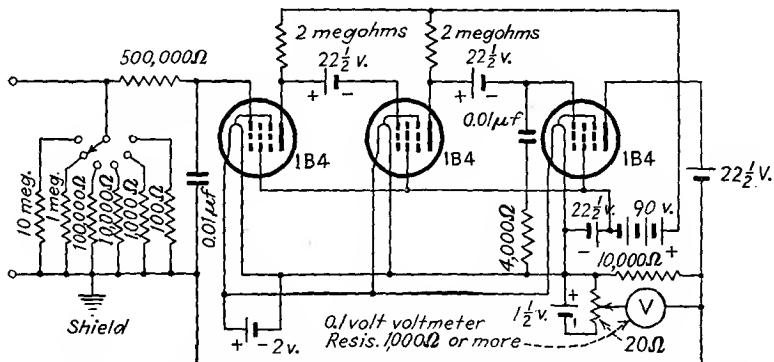 2 megohms
2 megohms
500,000Ω
22½ v.
22½ v.
+ -
+ -
0.01μf
1B4
1B4
1B4
22½ v.
10 meg.
1 meg.
100,000Ω
10,000Ω
1,000Ω
100Ω
0.01μf
4,000Ω
22½ v.
90 v.
- +
10,000Ω
Shield
+ - 2v.
0.1 volt voltmeter
Resis. 1,000Ω or more
1½ v.
+
-
V
20Ω